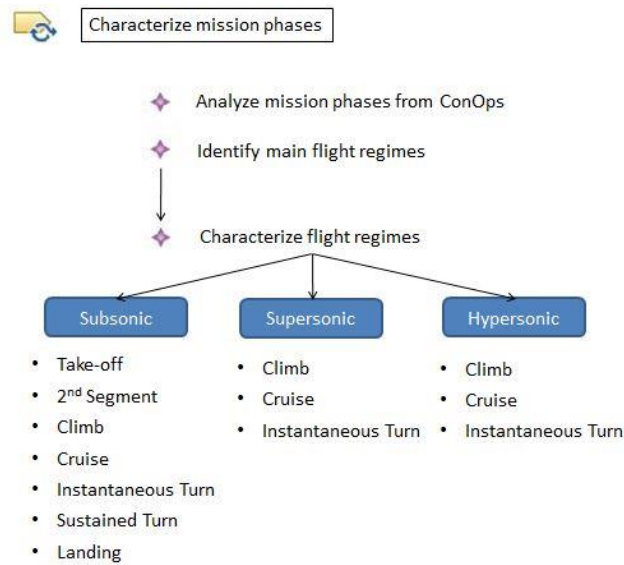 Characterize mission phases
Analyze mission phases from ConOps
Identify main flight regimes
Characterize flight regimes
Subsonic
• Take-off
• 2nd Segment
• Climb
• Cruise
• Instantaneous Turn
• Sustained Turn
• Landing
Supersonic
• Climb
• Cruise
• Instantaneous Turn
Hypersonic
• Climb
• Cruise
• Instantaneous Turn